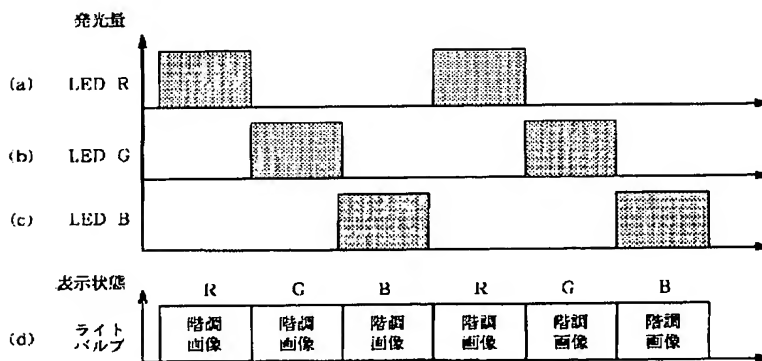 発光量
(a) LED R
(b) LED G
(c) LED B
表示状態 R G B R G B
(d) ライト バルブ 階調 画像 階調 画像 階調 画像 階調 画像 階調 画像 階調 画像